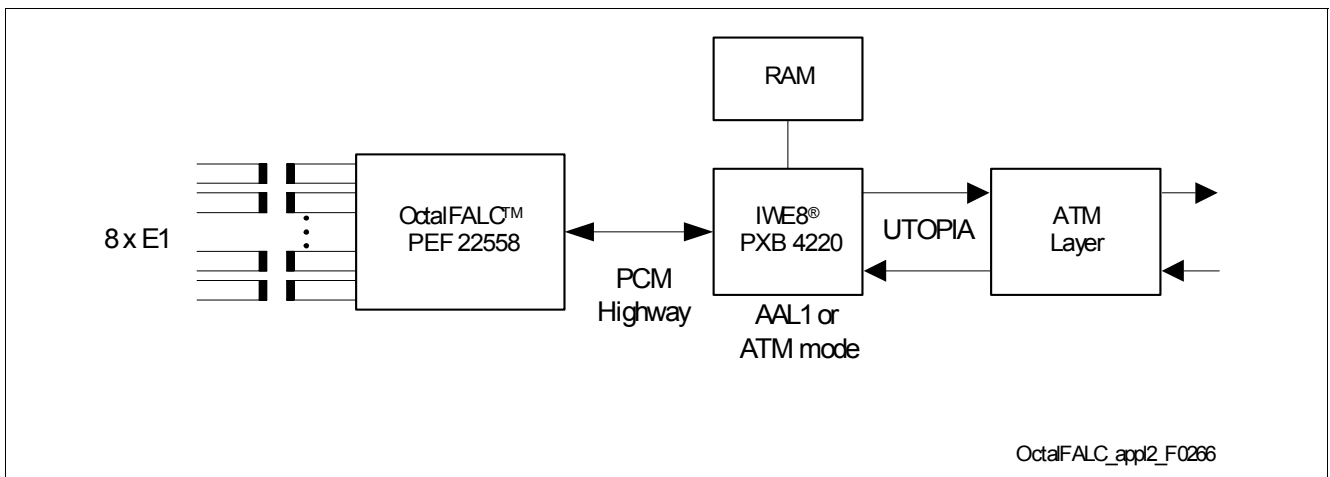 RAM
8 x E1
OctalFALC™
PEF 22558
PCM
Highway
IWE8®
PXB 4220
AAL1 or
ATM mode
UTOPIA
ATM
Layer
OctalFALC_appl2_F0266